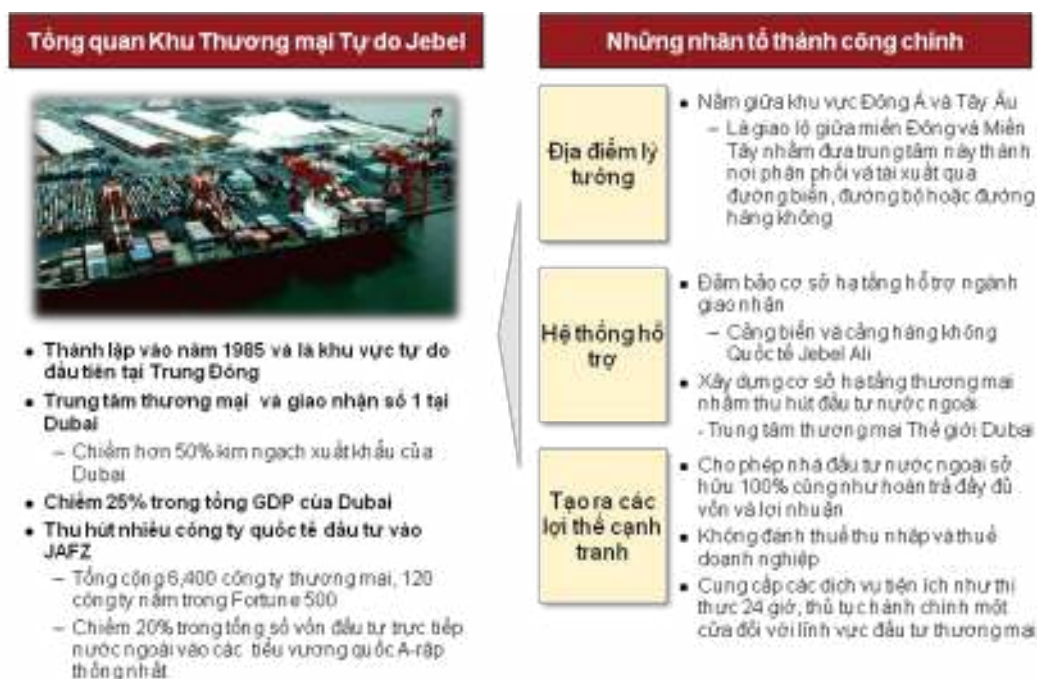 Tổng quan Khu Thương mại Tự do Jebel
• Thành lập vào năm 1985 và là khu vực tự do
đầu tiên tại Trung Đông
• Trung tâm thương mại và giao nhận số 1 tại
Dubai
– Chiếm hơn 50% kim ngạch xuất khẩu của
Dubai
• Chiếm 25% trong tổng GDP của Dubai
• Thu hút nhiều công ty quốc tế đầu tư vào
JAFZ
– Tổng cộng 6,400 công ty thương mại, 120
công ty nằm trong Fortune 500
– Chiếm 20% trong tổng số vốn đầu tư trực tiếp
nước ngoài vào các tiểu vương quốc A-rập
thống nhất
Những nhân tố thành công chính
Địa điểm lý
tưởng
• Nằm giữa khu vực Đông Á và Tây Âu
– Là giao lộ giữa miền Đông và Miền
Tây nhằm đưa trung tâm này thành
nơi phân phối và tái xuất qua
đường biển, đường bộ hoặc đường
hàng không
Hệ thống hỗ
trợ
• Đảm bảo cơ sở hạ tầng hỗ trợ ngành
giao nhận
– Cảng biển và cảng hàng không
Quốc tế Jebel Ali
• Xây dựng cơ sở hạ tầng thương mại
nhằm thu hút đầu tư nước ngoài
- Trung tâm thương mại Thế giới Dubai
Tạo ra các
lợi thế cạnh
tranh
• Cho phép nhà đầu tư nước ngoài sở
hữu 100% cũng như hoàn trả đầy đủ
vốn và lợi nhuận
• Không đánh thuế thu nhập và thuế
doanh nghiệp
• Cung cấp các dịch vụ tiện ích như thị
thực 24 giờ, thủ tục hành chính một
cửa đối với lĩnh vực đầu tư thương mại